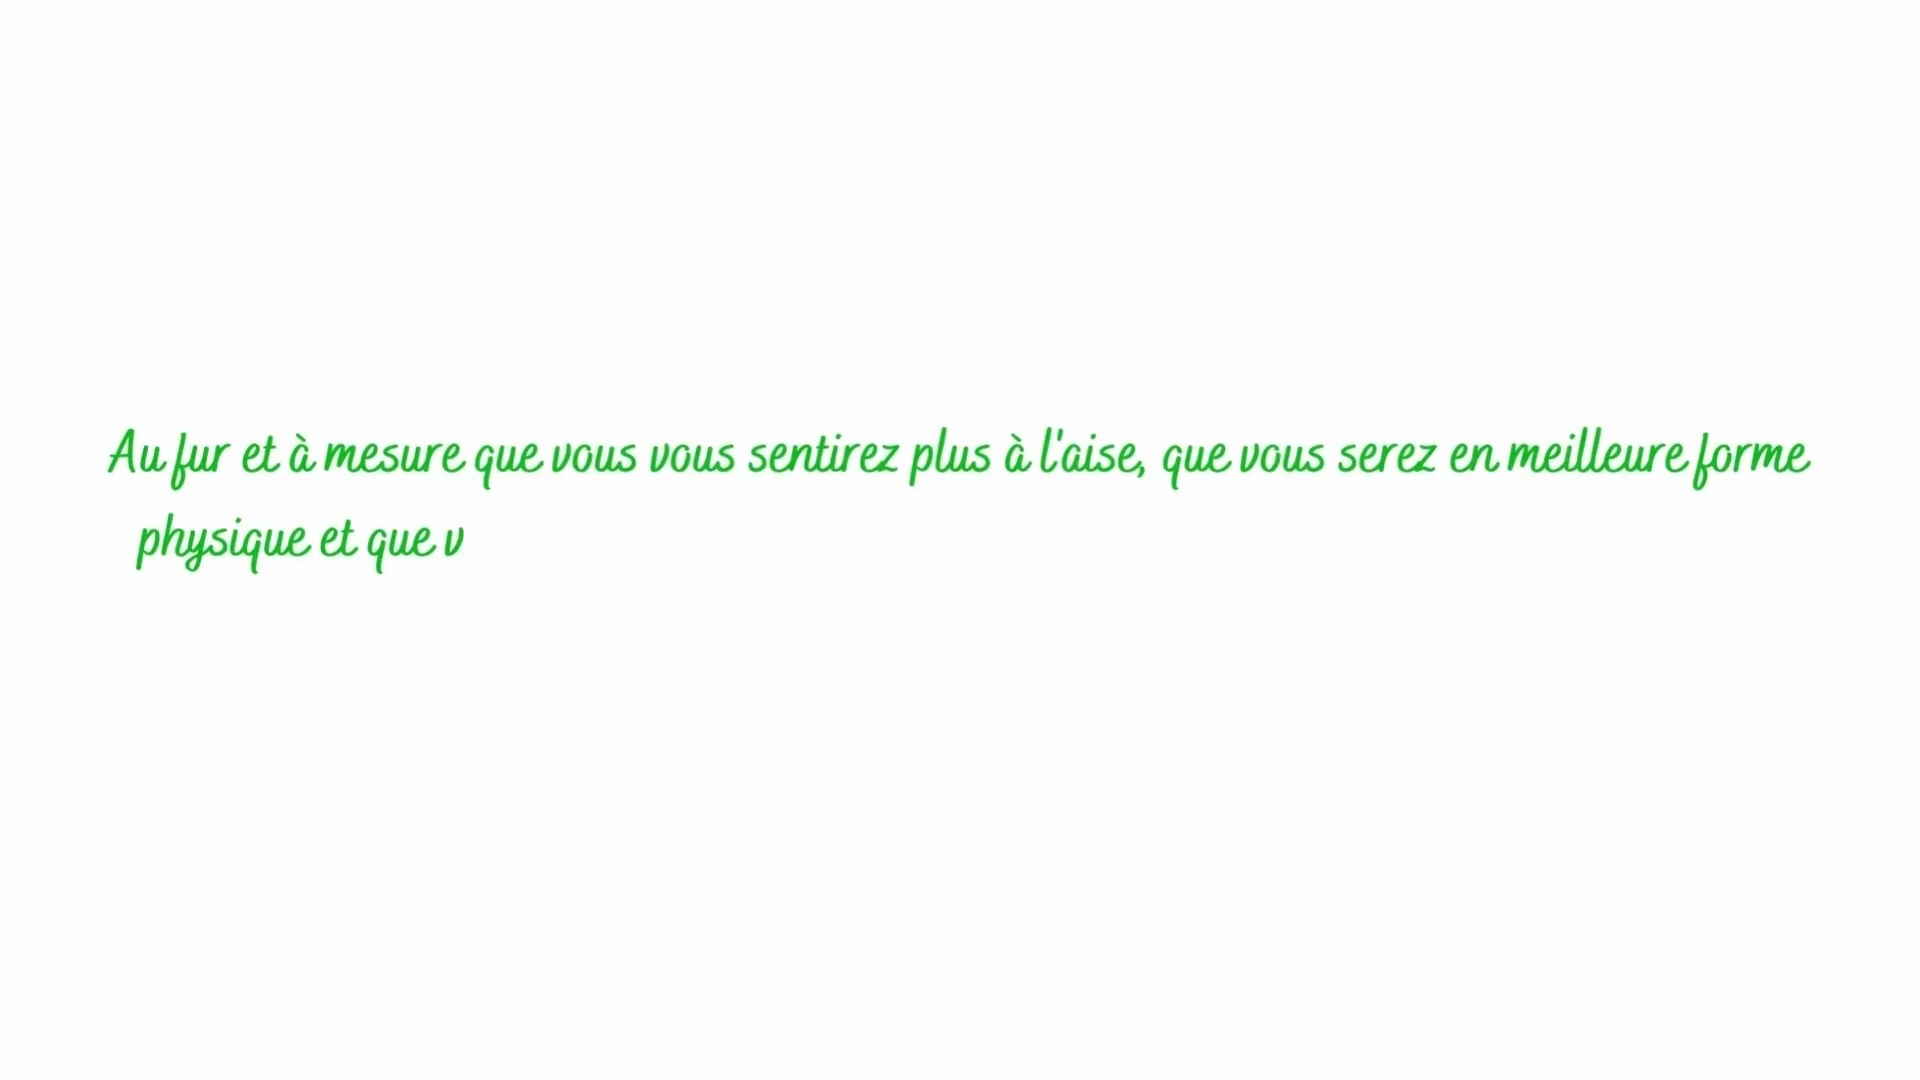 Au fur et à mesure que vous vous sentirez plus à l'aise, que vous serez en meilleure forme
physique et que v